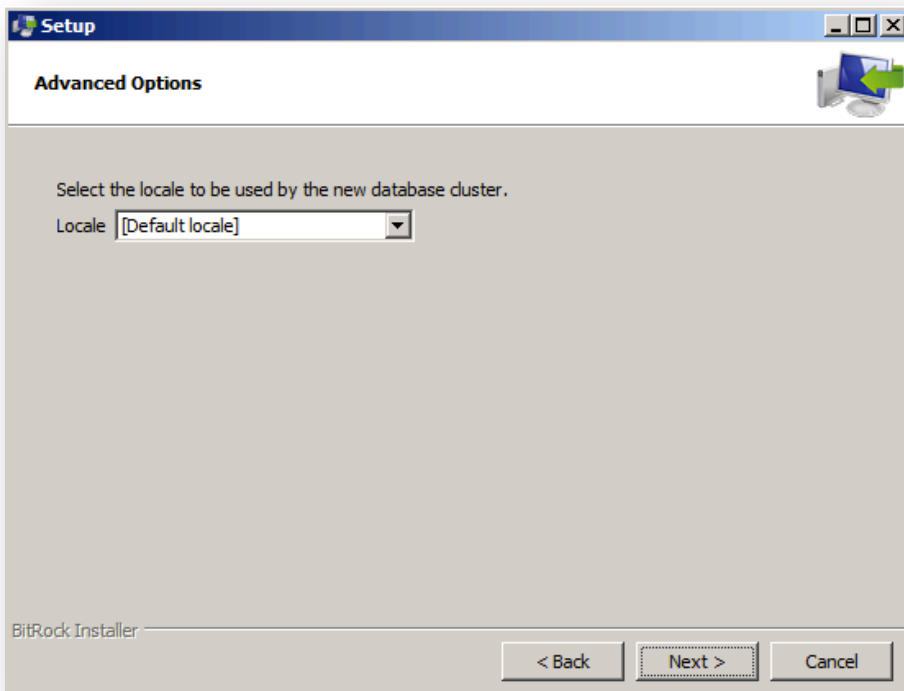 Setup
Advanced Options
Select the locale to be used by the new database cluster.
Locale [Default locale]
BitRock Installer
< Back Next > Cancel